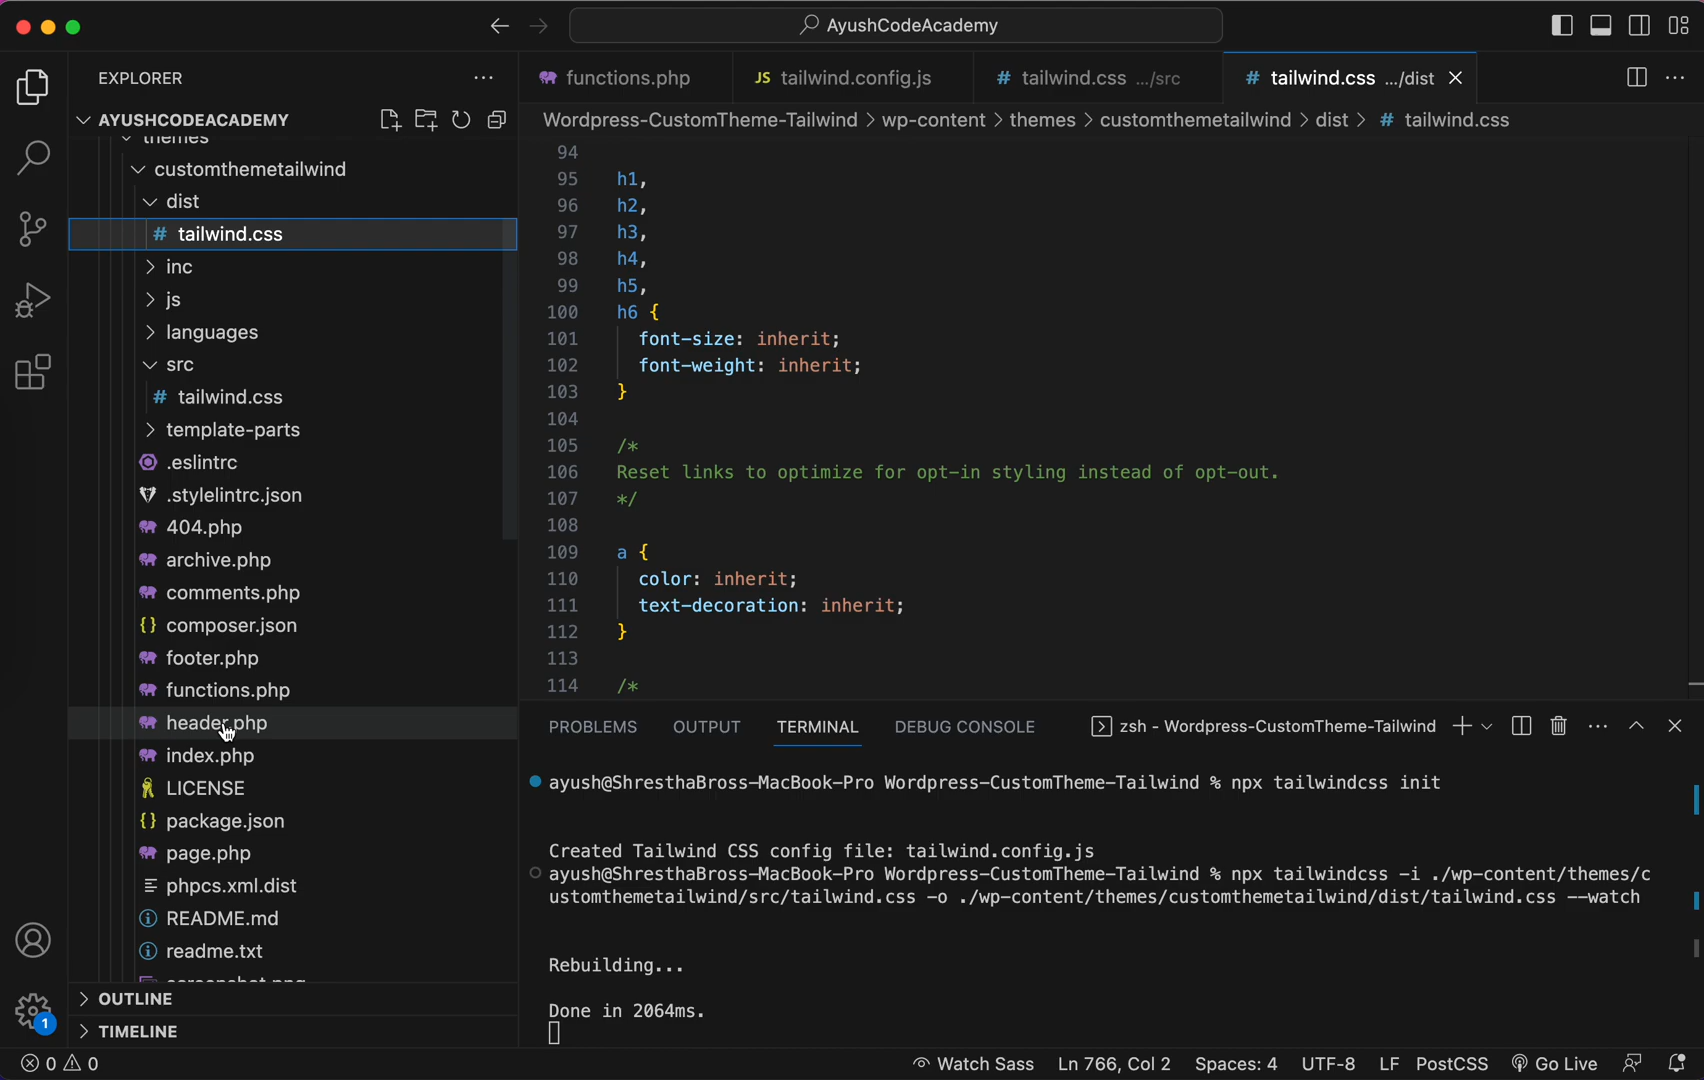 AyushCodeAcademy
EXPLORER
AYUSHCODEACADEMY
themes
customthemetailwind
dist
# tailwind.css
inc
js
languages
src
# tailwind.css
template-parts
.eslintrc
.stylelintrc.json
404.php
archive.php
comments.php
{} composer.json
footer.php
functions.php
header.php
index.php
LICENSE
{} package.json
page.php
phpcs.xml.dist
README.md
readme.txt
screenshot.png
OUTLINE
TIMELINE
functions.php
JS tailwind.config.js
# tailwind.css .../src
# tailwind.css .../dist
Wordpress-CustomTheme-Tailwind > wp-content > themes > customthemetailwind > dist > # tailwind.css
94
95 h1,
96 h2,
97 h3,
98 h4,
99 h5,
100 h6 {
101 font-size: inherit;
102 font-weight: inherit;
103 }
104
105 /*
106 Reset links to optimize for opt-in styling instead of opt-out.
107 */
108
109 a {
110 color: inherit;
111 text-decoration: inherit;
112 }
113
114 /*
PROBLEMS OUTPUT TERMINAL DEBUG CONSOLE zsh - Wordpress-CustomTheme-Tailwind
ayush@ShresthaBross-MacBook-Pro Wordpress-CustomTheme-Tailwind % npx tailwindcss init
Created Tailwind CSS config file: tailwind.config.js
ayush@ShresthaBross-MacBook-Pro Wordpress-CustomTheme-Tailwind % npx tailwindcss -i ./wp-content/themes/c
ustomthemetailwind/src/tailwind.css -o ./wp-content/themes/customthemetailwind/dist/tailwind.css --watch
Rebuilding...
Done in 2064ms.
1
0 0 Watch Sass Ln 766, Col 2 Spaces: 4 UTF-8 LF PostCSS Go Live